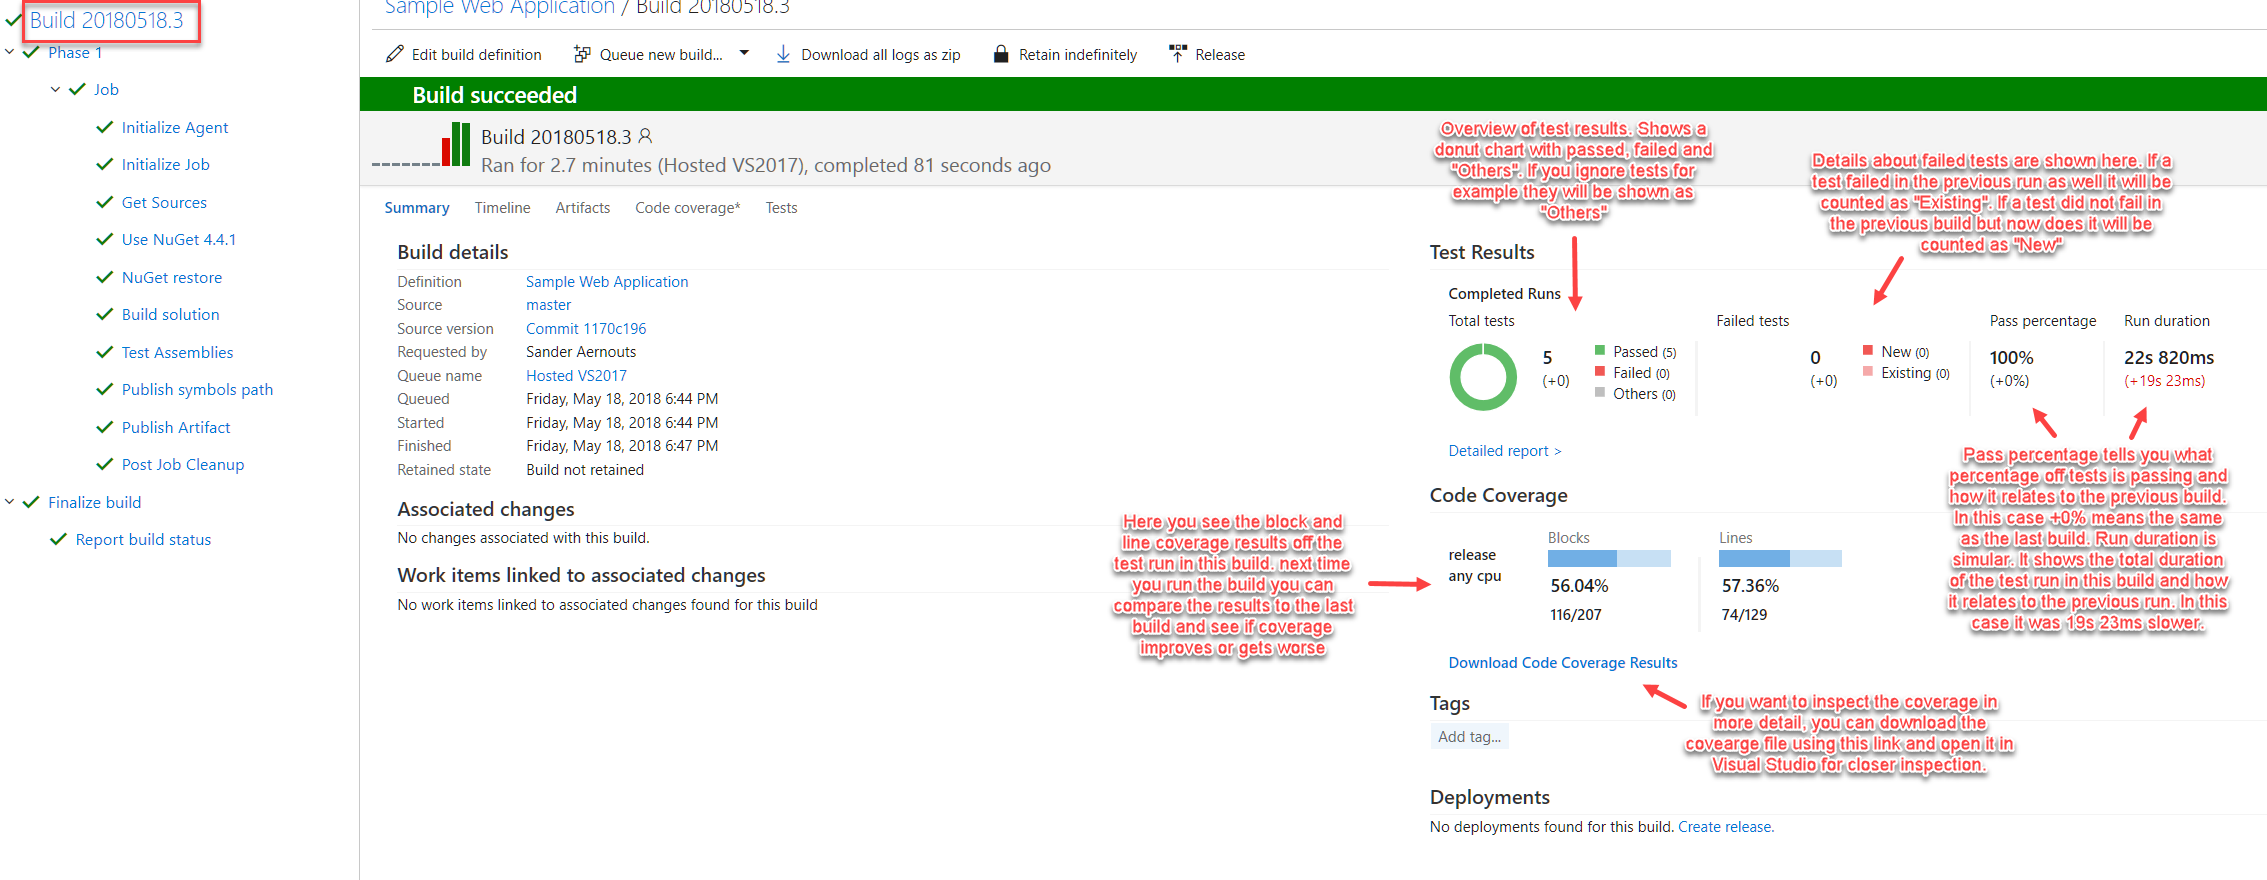 Build 20180518.3
Phase 1
Job
Initialize Agent
Initialize Job
Get Sources
Use NuGet 4.4.1
NuGet restore
Build solution
Test Assemblies
Publish symbols path
Publish Artifact
Post Job Cleanup
Finalize build
Report build status
Sample Web Application / Build 20180518.3
Edit build definition
Queue new build...
Download all logs as zip
Retain indefinitely
Release
Build succeeded
Build 20180518.3
Ran for 2.7 minutes (Hosted VS2017), completed 81 seconds ago
Summary Timeline Artifacts Code coverage* Tests
Build details
Definition Sample Web Application
Source master
Source version Commit 1170c196
Requested by Sander Aernouts
Queue name Hosted VS2017
Queued Friday, May 18, 2018 6:44 PM
Started Friday, May 18, 2018 6:44 PM
Finished Friday, May 18, 2018 6:47 PM
Retained state Build not retained
Associated changes
No changes associated with this build.
Work items linked to associated changes
No work items linked to associated changes found for this build
Overview of test results. Shows a
donut chart with passed, failed and
"Others". If you ignore tests for
example they will be shown as
"Others"
Details about failed tests are shown here. If a
test failed in the previous run as well it will be
counted as "Existing". If a test did not fail in
the previous build but now does it will be
counted as "New"
Test Results
Completed Runs
Total tests
5
(+0)
Passed (5)
Failed (0)
Others (0)
Failed tests
0
(+0)
New (0)
Existing (0)
Pass percentage
100%
(+0%)
Run duration
22s 820ms
(+19s 23ms)
Detailed report >
Pass percentage tells you what
percentage off tests is passing and
how it relates to the previous build.
In this case +0% means the same
as the last build. Run duration is
simular. It shows the total duration
of the test run in this build and how
it relates to the previous run. In this
case it was 19s 23ms slower.
Code Coverage
Here you see the block and
line coverage results off the
test run in this build. next time
you run the build you can
compare the results to the last
build and see if coverage
improves or gets worse
release
any cpu
Blocks
56.04%
116/207
Lines
57.36%
74/129
Download Code Coverage Results
If you want to inspect the coverage in
more detail, you can download the
covearge file using this link and open it in
Visual Studio for closer inspection.
Tags
Add tag...
Deployments
No deployments found for this build. Create release.